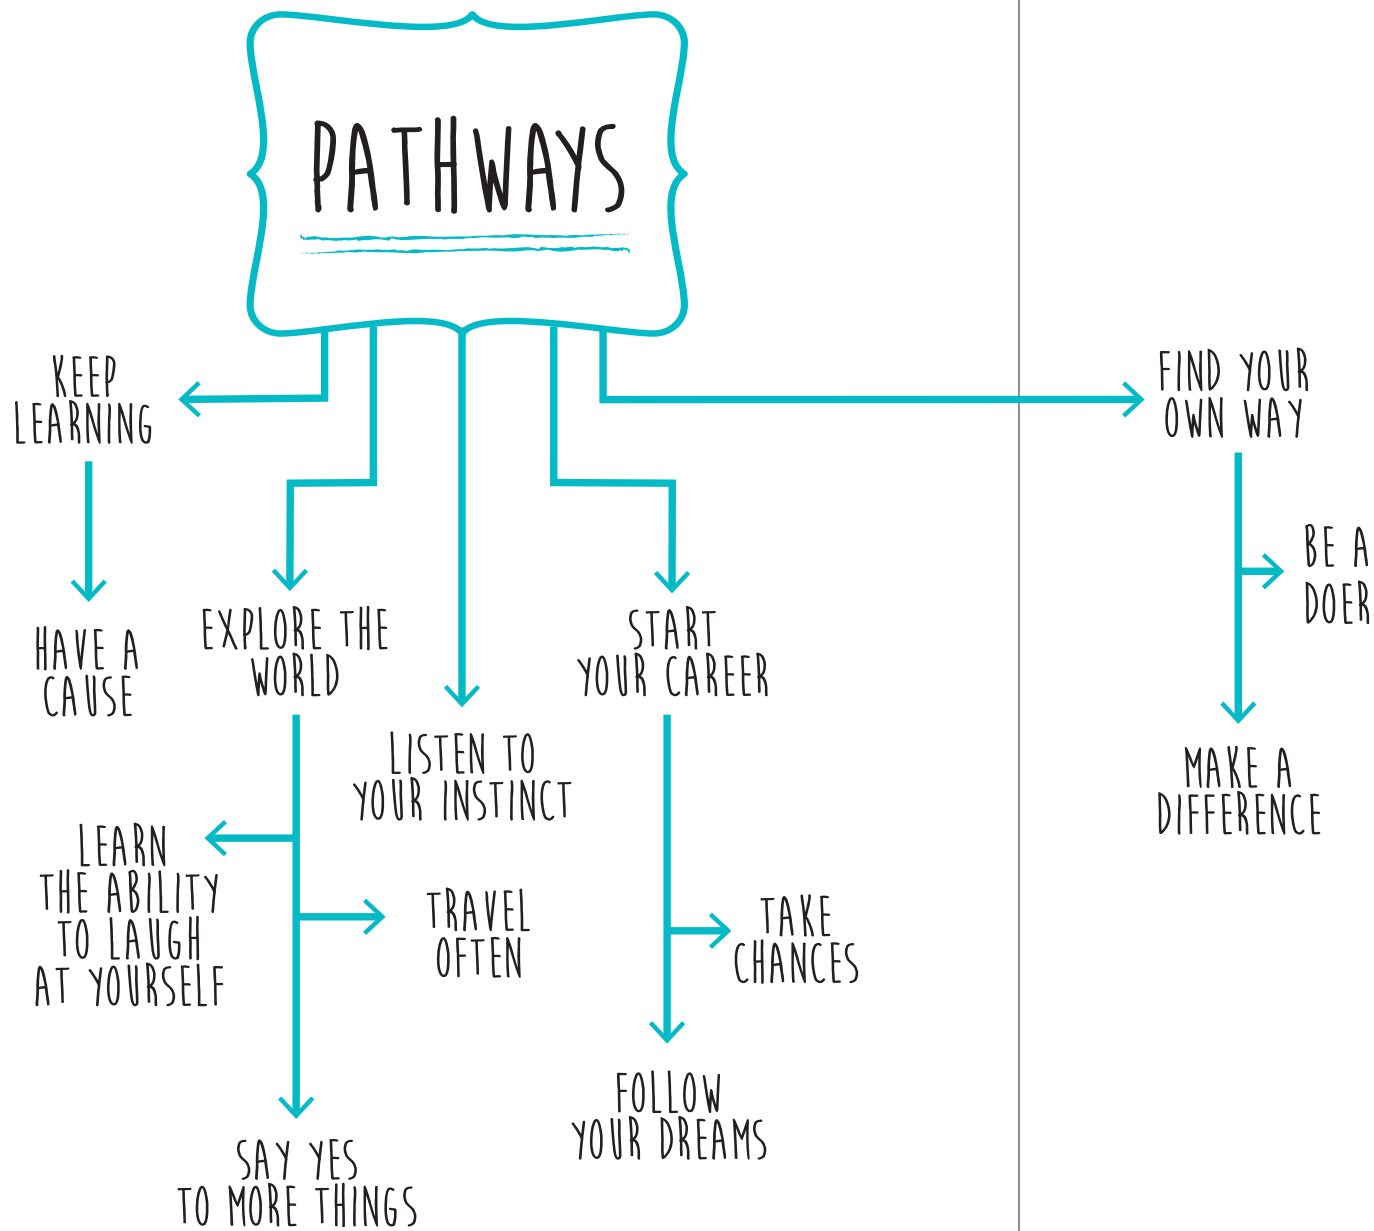 PATHWAYS
KEEP
LEARNING
FIND YOUR
OWN WAY
BE A
DOER
HAVE A
CAUSE
EXPLORE THE
WORLD
START
YOUR CAREER
LISTEN TO
YOUR INSTINCT
MAKE A
DIFFERENCE
LEARN
THE ABILITY
TO LAUGH
AT YOURSELF
TRAVEL
OFTEN
TAKE
CHANCES
FOLLOW
YOUR DREAMS
SAY YES
TO MORE THINGS